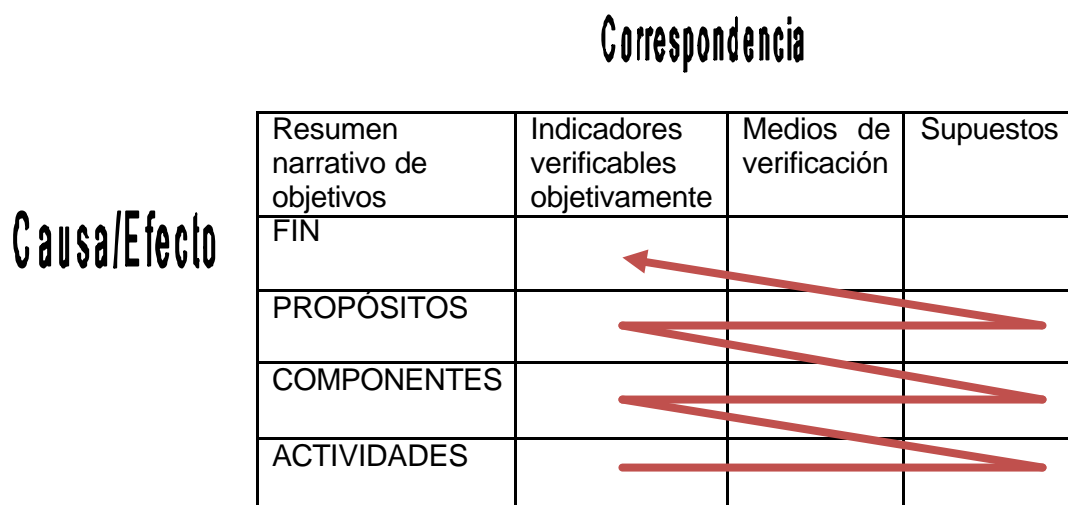 Correspondencia
Resumen
narrativo de
objetivos
Indicadores
verificables
objetivamente
Medios de
verificación
Supuestos
Causa/Efecto
FIN
PROPÓSITOS
COMPONENTES
ACTIVIDADES